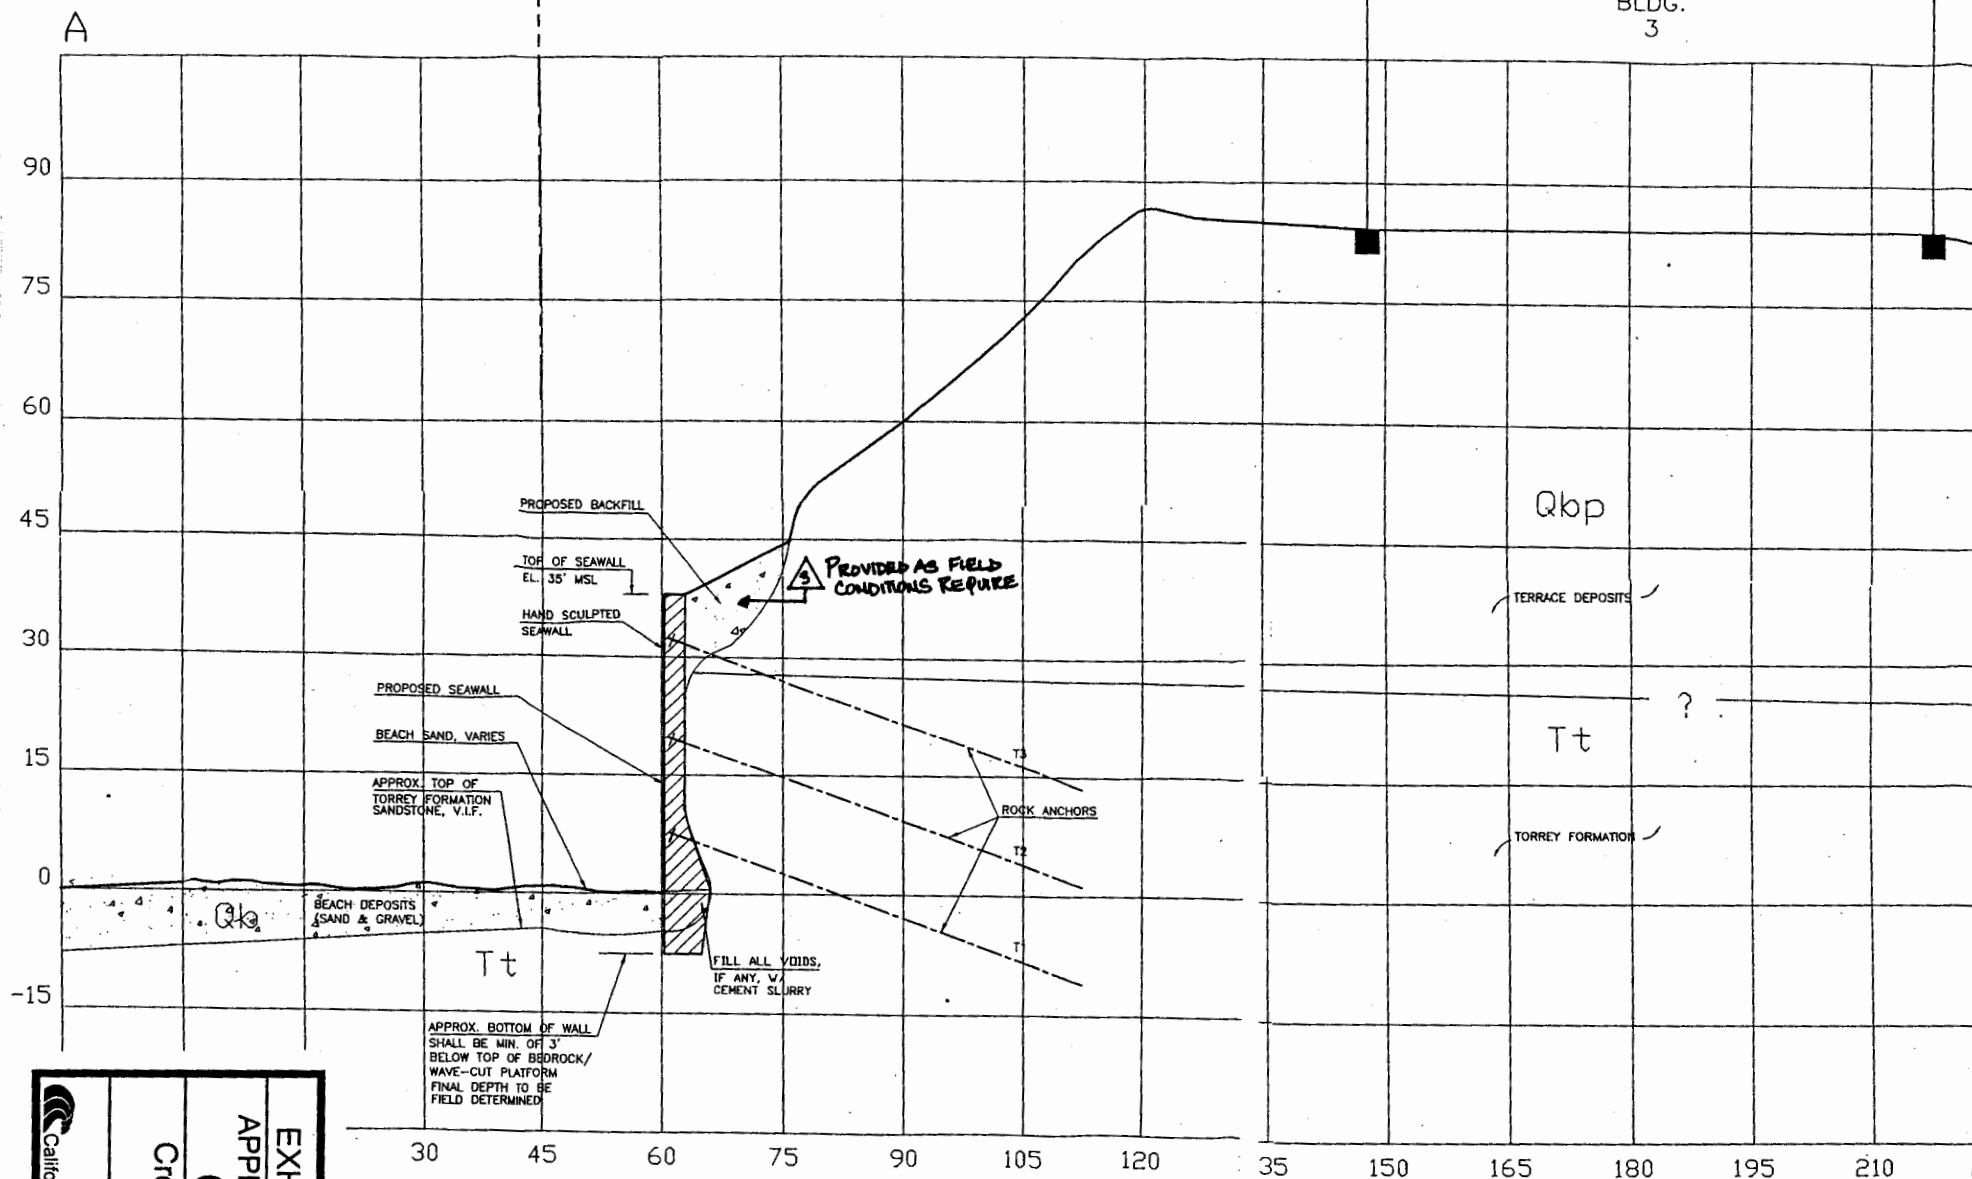 A
BLDG.
3
90
75
60
45
30
15
0
-15
PROPOSED BACKFILL
TOP OF SEAWALL
EL. 35' MSL
HAND SCULPTED
SEAWALL
PROPOSED SEAWALL
BEACH SAND, VARIES
APPROX. TOP OF
TORREY FORMATION
SANDSTONE, V.I.F.
3
PROVIDED AS FIELD
CONDITIONS REQUIRE
Qbp
TERRACE DEPOSITS
?
Tt
TORREY FORMATION
T3
ROCK ANCHORS
T2
T1
Qb
BEACH DEPOSITS
(SAND & GRAVEL)
Tt
FILL ALL VOIDS,
IF ANY, W/
CEMENT SLURRY
APPROX. BOTTOM OF WALL
SHALL BE MIN. OF 3'
BELOW TOP OF BEDROCK/
WAVE-CUT PLATFORM
FINAL DEPTH TO BE
FIELD DETERMINED
30 45 60 75 90 105 120 35 150 165 180 195 210
EXH
APPI
Cr
Califo